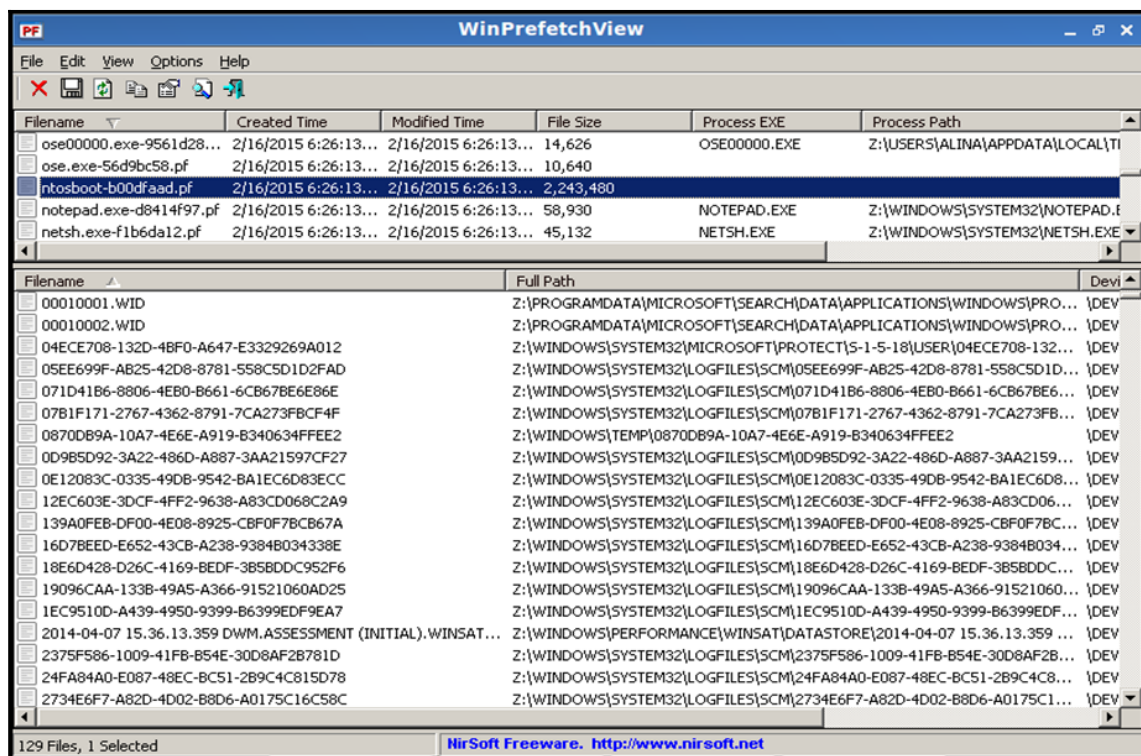 PF WinPrefetchView
File Edit View Options Help
Filename Created Time Modified Time File Size Process EXE Process Path
ose00000.exe-9561d28... 2/16/2015 6:26:13... 2/16/2015 6:26:13... 14,626 OSE00000.EXE Z:\USERS\ALINA\APPDATA\LOCAL\T
ose.exe-56d9bc58.pf 2/16/2015 6:26:13... 2/16/2015 6:26:13... 10,640
ntosboot-b00dfaad.pf 2/16/2015 6:26:13... 2/16/2015 6:26:13... 2,243,480
notepad.exe-d8414f97.pf 2/16/2015 6:26:13... 2/16/2015 6:26:13... 58,930 NOTEPAD.EXE Z:\WINDOWS\SYSTEM32\NOTEPAD.E
netsh.exe-f1b6da12.pf 2/16/2015 6:26:13... 2/16/2015 6:26:13... 45,132 NETSH.EXE Z:\WINDOWS\SYSTEM32\NETSH.EXE
Filename Full Path Devi
00010001.WID Z:\PROGRAMDATA\MICROSOFT\SEARCH\DATA\APPLICATIONS\WINDOWS\PRO... \DEV
00010002.WID Z:\PROGRAMDATA\MICROSOFT\SEARCH\DATA\APPLICATIONS\WINDOWS\PRO... \DEV
04ECE708-132D-4BF0-A647-E3329269A012 Z:\WINDOWS\SYSTEM32\MICROSOFT\PROTECT\S-1-5-18\USER\04ECE708-132... \DEV
05EE699F-AB25-42D8-8781-558C5D1D2FAD Z:\WINDOWS\SYSTEM32\LOGFILES\SCM\05EE699F-AB25-42D8-8781-558C5D1D... \DEV
071D41B6-8806-4EB0-B661-6CB67BE6E86E Z:\WINDOWS\SYSTEM32\LOGFILES\SCM\071D41B6-8806-4EB0-B661-6CB67BE6... \DEV
07B1F171-2767-4362-8791-7CA273FBCF4F Z:\WINDOWS\SYSTEM32\LOGFILES\SCM\07B1F171-2767-4362-8791-7CA273FB... \DEV
0870DB9A-10A7-4E6E-A919-B340634FFEE2 Z:\WINDOWS\TEMP\0870DB9A-10A7-4E6E-A919-B340634FFEE2 \DEV
0D9B5D92-3A22-486D-A887-3AA21597CF27 Z:\WINDOWS\SYSTEM32\LOGFILES\SCM\0D9B5D92-3A22-486D-A887-3AA2159... \DEV
0E12083C-0335-49DB-9542-BA1EC6D83ECC Z:\WINDOWS\SYSTEM32\LOGFILES\SCM\0E12083C-0335-49DB-9542-BA1EC6D8... \DEV
12EC603E-3DCF-4FF2-9638-A83CD068C2A9 Z:\WINDOWS\SYSTEM32\LOGFILES\SCM\12EC603E-3DCF-4FF2-9638-A83CD06... \DEV
139A0FEB-DF00-4E08-8925-CBF0F7BCB67A Z:\WINDOWS\SYSTEM32\LOGFILES\SCM\139A0FEB-DF00-4E08-8925-CBF0F7BC... \DEV
16D7BEED-E652-43CB-A238-9384B034338E Z:\WINDOWS\SYSTEM32\LOGFILES\SCM\16D7BEED-E652-43CB-A238-9384B034... \DEV
18E6D428-D26C-4169-BEDF-3B5BDDC952F6 Z:\WINDOWS\SYSTEM32\LOGFILES\SCM\18E6D428-D26C-4169-BEDF-3B5BDDC... \DEV
19096CAA-133B-49A5-A366-91521060AD25 Z:\WINDOWS\SYSTEM32\LOGFILES\SCM\19096CAA-133B-49A5-A366-91521060... \DEV
1EC9510D-A439-4950-9399-B6399EDF9EA7 Z:\WINDOWS\SYSTEM32\LOGFILES\SCM\1EC9510D-A439-4950-9399-B6399EDF... \DEV
2014-04-07 15.36.13.359 DWM.ASSESSMENT (INITIAL).WINSAT... Z:\WINDOWS\PERFORMANCE\WINSAT\DATASTORE\2014-04-07 15.36.13.359 ... \DEV
2375F586-1009-41FB-B54E-30D8AF2B781D Z:\WINDOWS\SYSTEM32\LOGFILES\SCM\2375F586-1009-41FB-B54E-30D8AF2B... \DEV
24FA84A0-E087-48EC-BC51-2B9C4C815D78 Z:\WINDOWS\SYSTEM32\LOGFILES\SCM\24FA84A0-E087-48EC-BC51-2B9C4C8... \DEV
2734E6F7-A82D-4D02-B8D6-A0175C16C58C Z:\WINDOWS\SYSTEM32\LOGFILES\SCM\2734E6F7-A82D-4D02-B8D6-A0175C1... \DEV
129 Files, 1 Selected NirSoft Freeware. http://www.nirsoft.net